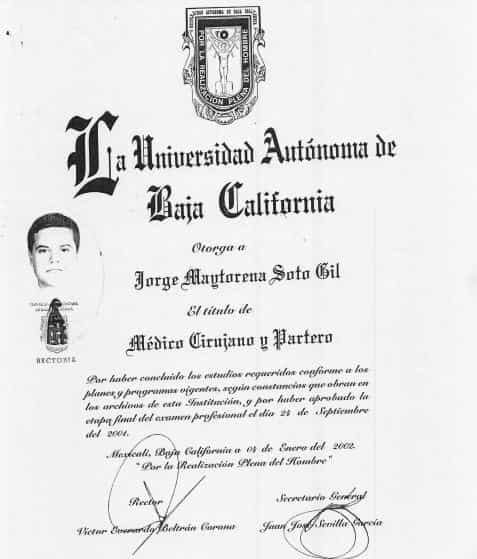 POR LA REALIZACION PLENA DEL HOMBRE
La Universidad Autónoma de
Baja California
Otorga a
Jorge Maytorena Soto Gil
El título de
Médico Cirujano y Partero
RECTORIA
Por haber concluido los estudios requeridos conforme a los
planes y programas vigentes, según constancias que obran en
los archivos de esta Institución, y por haber aprobado la
etapa final del examen profesional el día 24 de Septiembre
del 2001.
Mexicali, Baja California a 04 de Enero del 2002.
"Por la Realización Plena del Hombre"
Rector
Secretario General
Víctor Everardo Beltrán Corona
Juan José Sevilla García